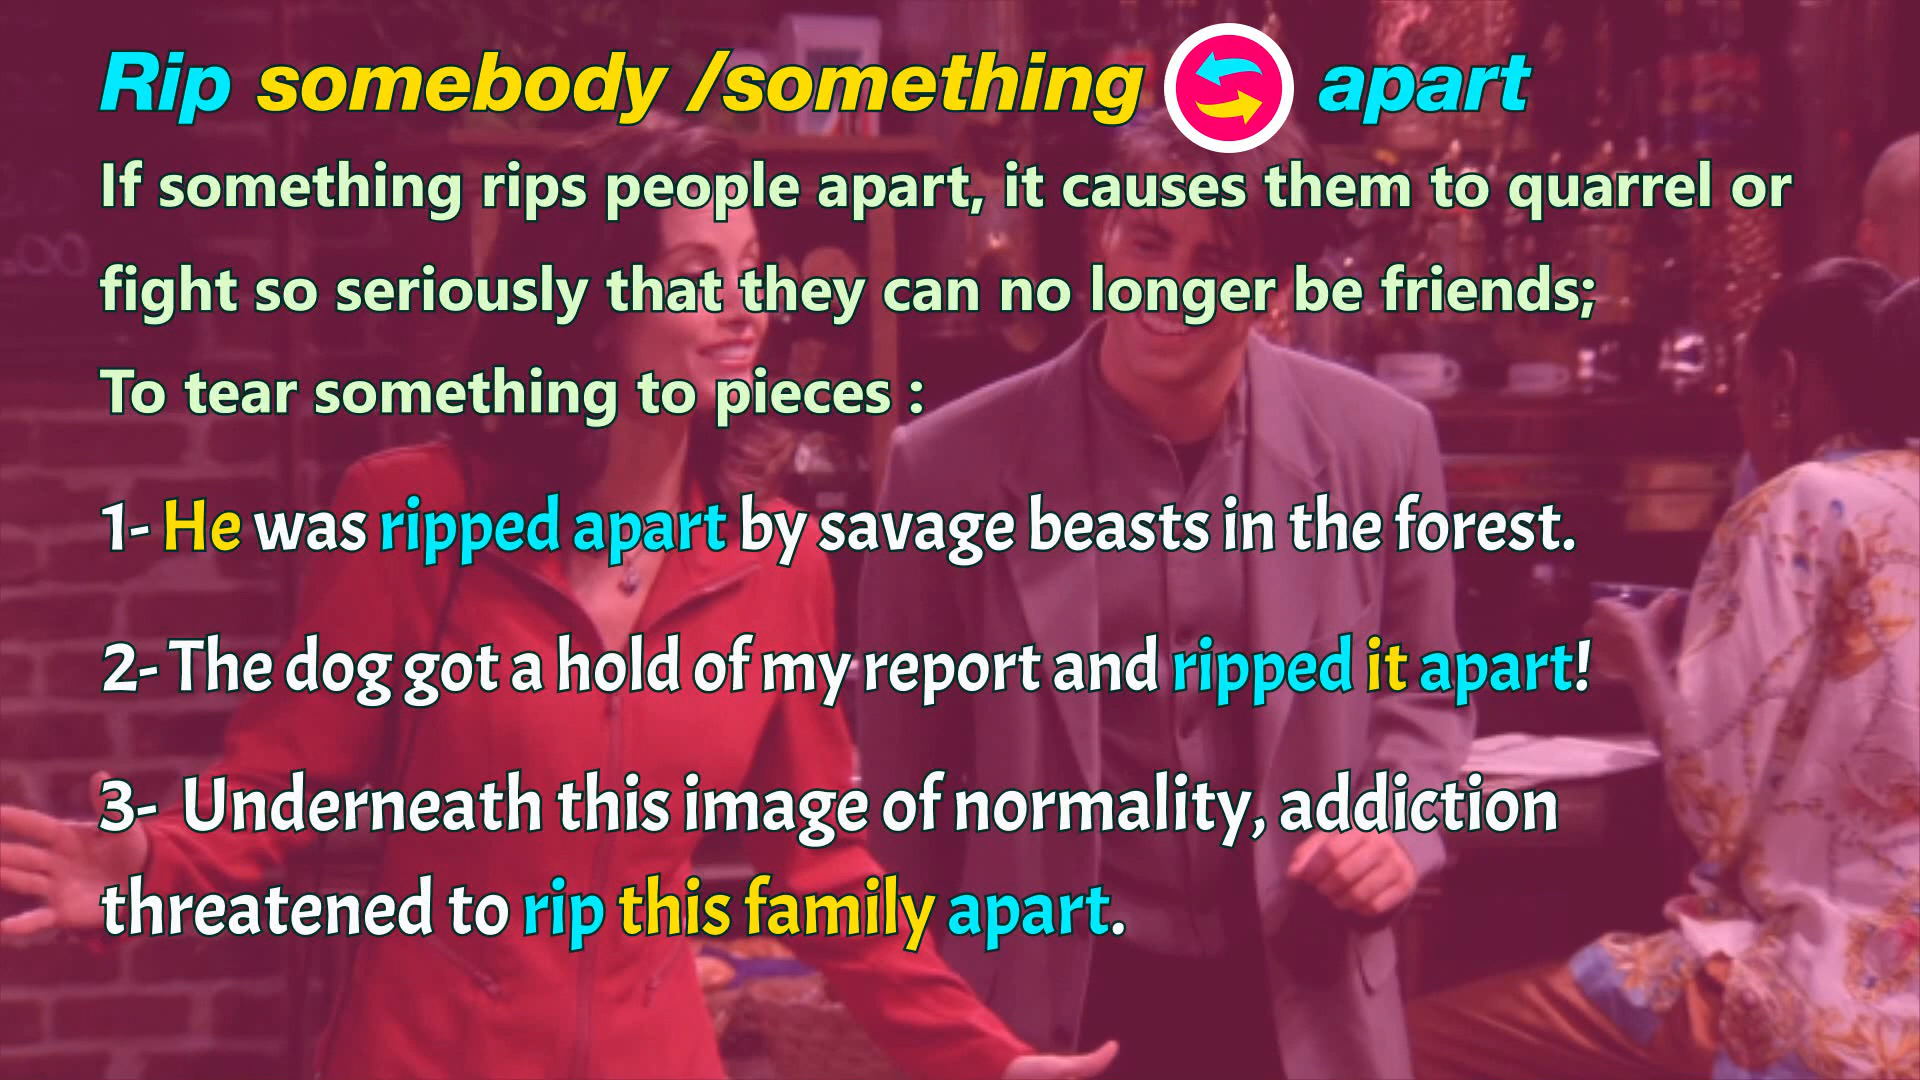 Rip somebody /something apart
If something rips people apart, it causes them to quarrel or
fight so seriously that they can no longer be friends;
To tear something to pieces :
1- He was ripped apart by savage beasts in the forest.
2- The dog got a hold of my report and ripped it apart!
3- Underneath this image of normality, addiction
threatened to rip this family apart.